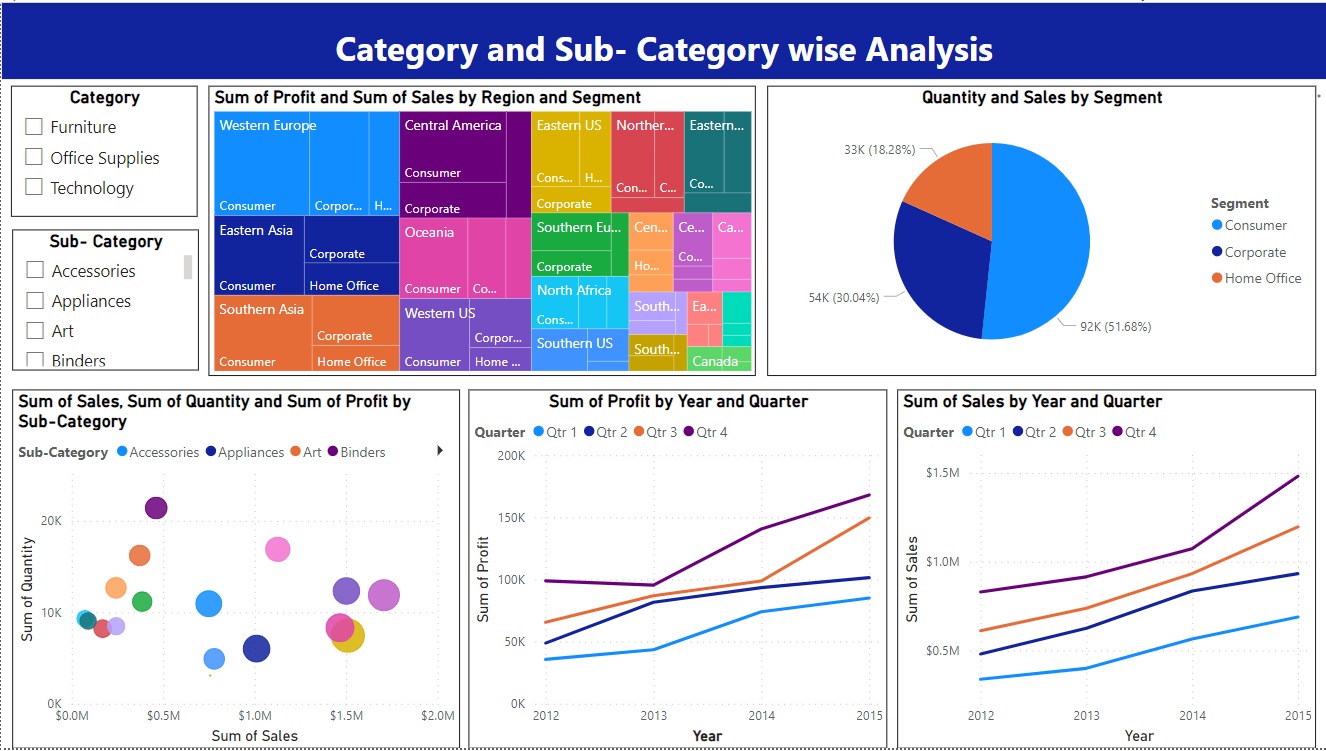 Category and Sub- Category wise Analysis
Category
Furniture
Office Supplies
Technology
Sub- Category
Accessories
Appliances
Art
Binders
Sum of Profit and Sum of Sales by Region and Segment
Western Europe
Consumer
Corpor...
H...
Eastern Asia
Consumer
Corporate
Home Office
Southern Asia
Consumer
Corporate
Home Office
Central America
Consumer
Corporate
Oceania
Consumer
Co...
Western US
Consumer
Corpor...
Home ...
Eastern US
Cons...
H...
Corporate
Norther...
Con...
C...
Eastern...
Co...
Southern Eu...
Corporate
North Africa
Cons...
Southern US
Cen...
Ho...
Ce...
Co...
Ca...
South...
Ea...
South...
Canada
Quantity and Sales by Segment
33K (18.28%)
54K (30.04%)
92K (51.68%)
Segment
Consumer
Corporate
Home Office
Sum of Sales, Sum of Quantity and Sum of Profit by
Sub-Category
Sub-Category Accessories Appliances Art Binders
Sum of Quantity
20K
10K
0K
$0.0M $0.5M $1.0M $1.5M $2.0M
Sum of Sales
Sum of Profit by Year and Quarter
Quarter Qtr 1 Qtr 2 Qtr 3 Qtr 4
Sum of Profit
200K
150K
100K
50K
0K
2012 2013 2014 2015
Year
Sum of Sales by Year and Quarter
Quarter Qtr 1 Qtr 2 Qtr 3 Qtr 4
Sum of Sales
$1.5M
$1.0M
$0.5M
2012 2013 2014 2015
Year